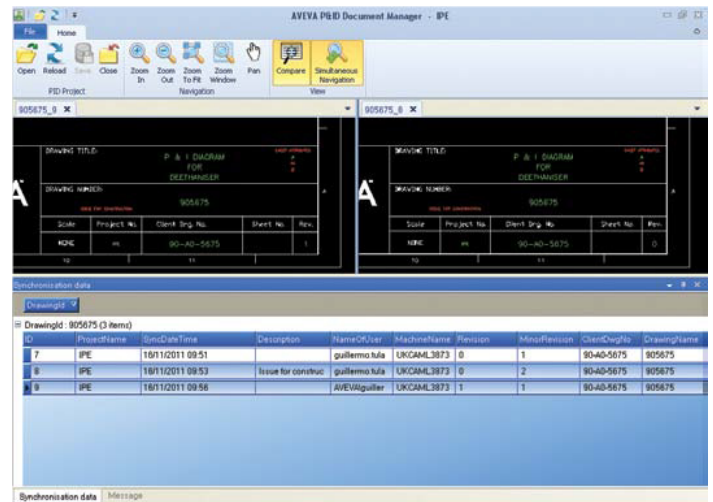 AVEVA P&ID Document Manager - IPE
File Home
Open Reload Save Close Zoom In Zoom Out Zoom To Fit Zoom Window Pan Compare Simultaneous Navigation
PID Project Navigation View
905675_9 905675_8
DRAWING TITLE:
P & I DIAGRAM
FOR
DEETHANISER
DRAWING NUMBER:
905675
Scale Project No. Client Drg. No. Sheet No. Rev.
NONE IPE 90-A0-5675 1
10 11
DRAWING TITLE:
P & I DIAGRAM
FOR
DEETHANISER
DRAWING NUMBER:
905675
Scale Project No. Client Drg. No. Sheet No. Rev.
NONE IPE 90-A0-5675 0
10 11
Synchronisation data
DrawingId
DrawingId : 905675 (3 items)
ID ProjectName SyncDateTime Description NameOfUser MachineName Revision MinorRevision ClientDwgNo DrawingName
7 IPE 16/11/2011 09:51 guillermo.tula UKCAML3873 0 1 90-A0-5675 905675
8 IPE 16/11/2011 09:53 Issue for construc guillermo.tula UKCAML3873 0 2 90-A0-5675 905675
9 IPE 16/11/2011 09:56 AVEVA\guiller UKCAML3873 1 1 90-A0-5675 905675
Synchronisation data Message